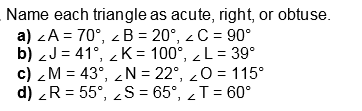 . Name each triangle as acute, right, or obtuse.
a) ∠A = 70°, ∠B = 20°, ∠C = 90°
b) ∠J = 41°, ∠K = 100°, ∠L = 39°
c) ∠M = 43°, ∠N = 22°, ∠O = 115°
d) ∠R = 55°, ∠S = 65°, ∠T = 60°